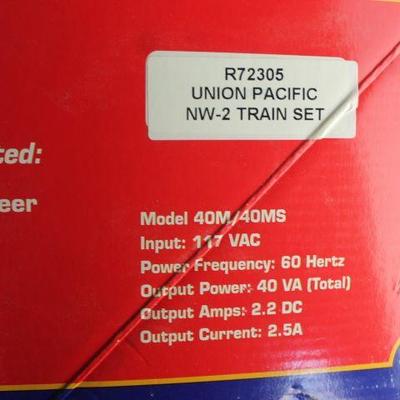 R72305
UNION PACIFIC
NW-2 TRAIN SET
ted:
eer
Model 40M/40MS
Input: 117 VAC
Power Frequency: 60 Hertz
Output Power: 40 VA (Total)
Output Amps: 2.2 DC
Output Current: 2.5A